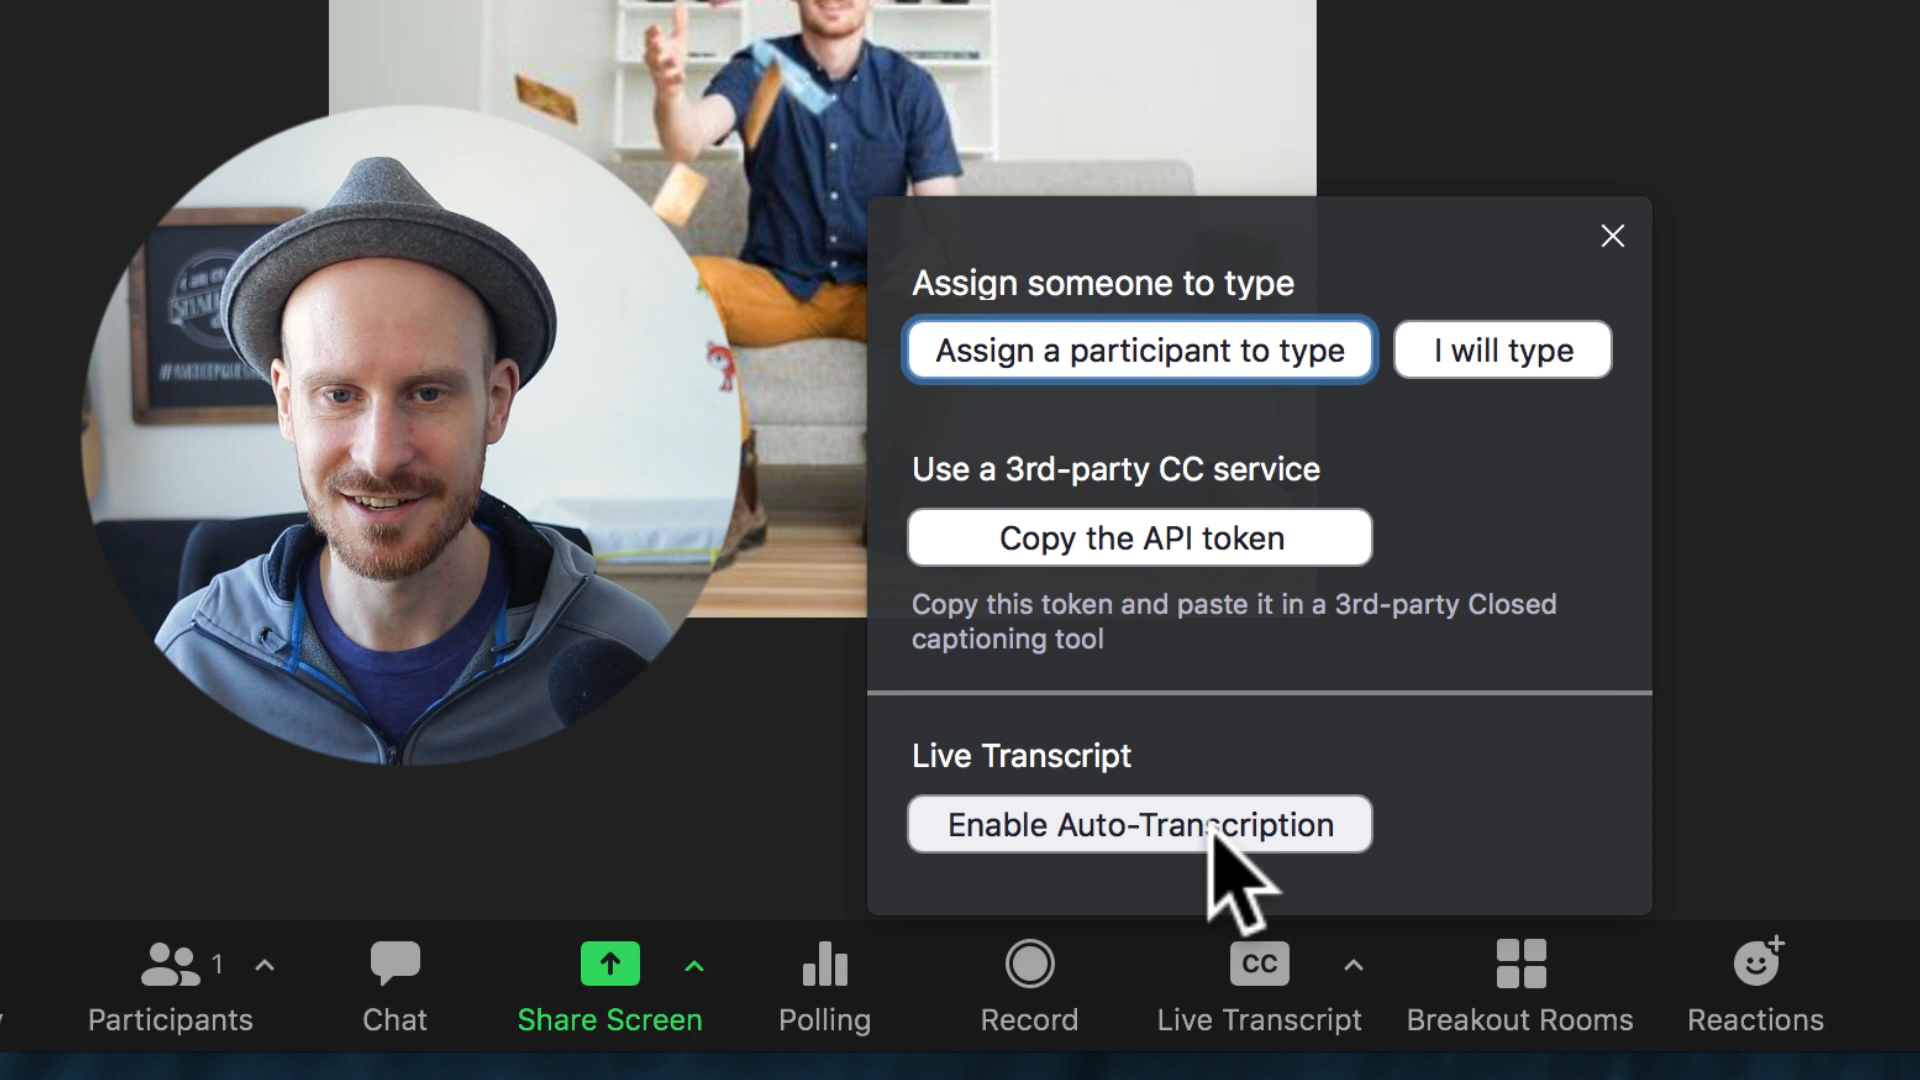 Assign someone to type
Assign a participant to type
I will type
Use a 3rd-party CC service
Copy the API token
Copy this token and paste it in a 3rd-party Closed
captioning tool
Live Transcript
Enable Auto-Transcription
1
CC
Participants
Chat
Share Screen
Polling
Record
Live Transcript
Breakout Rooms
Reactions